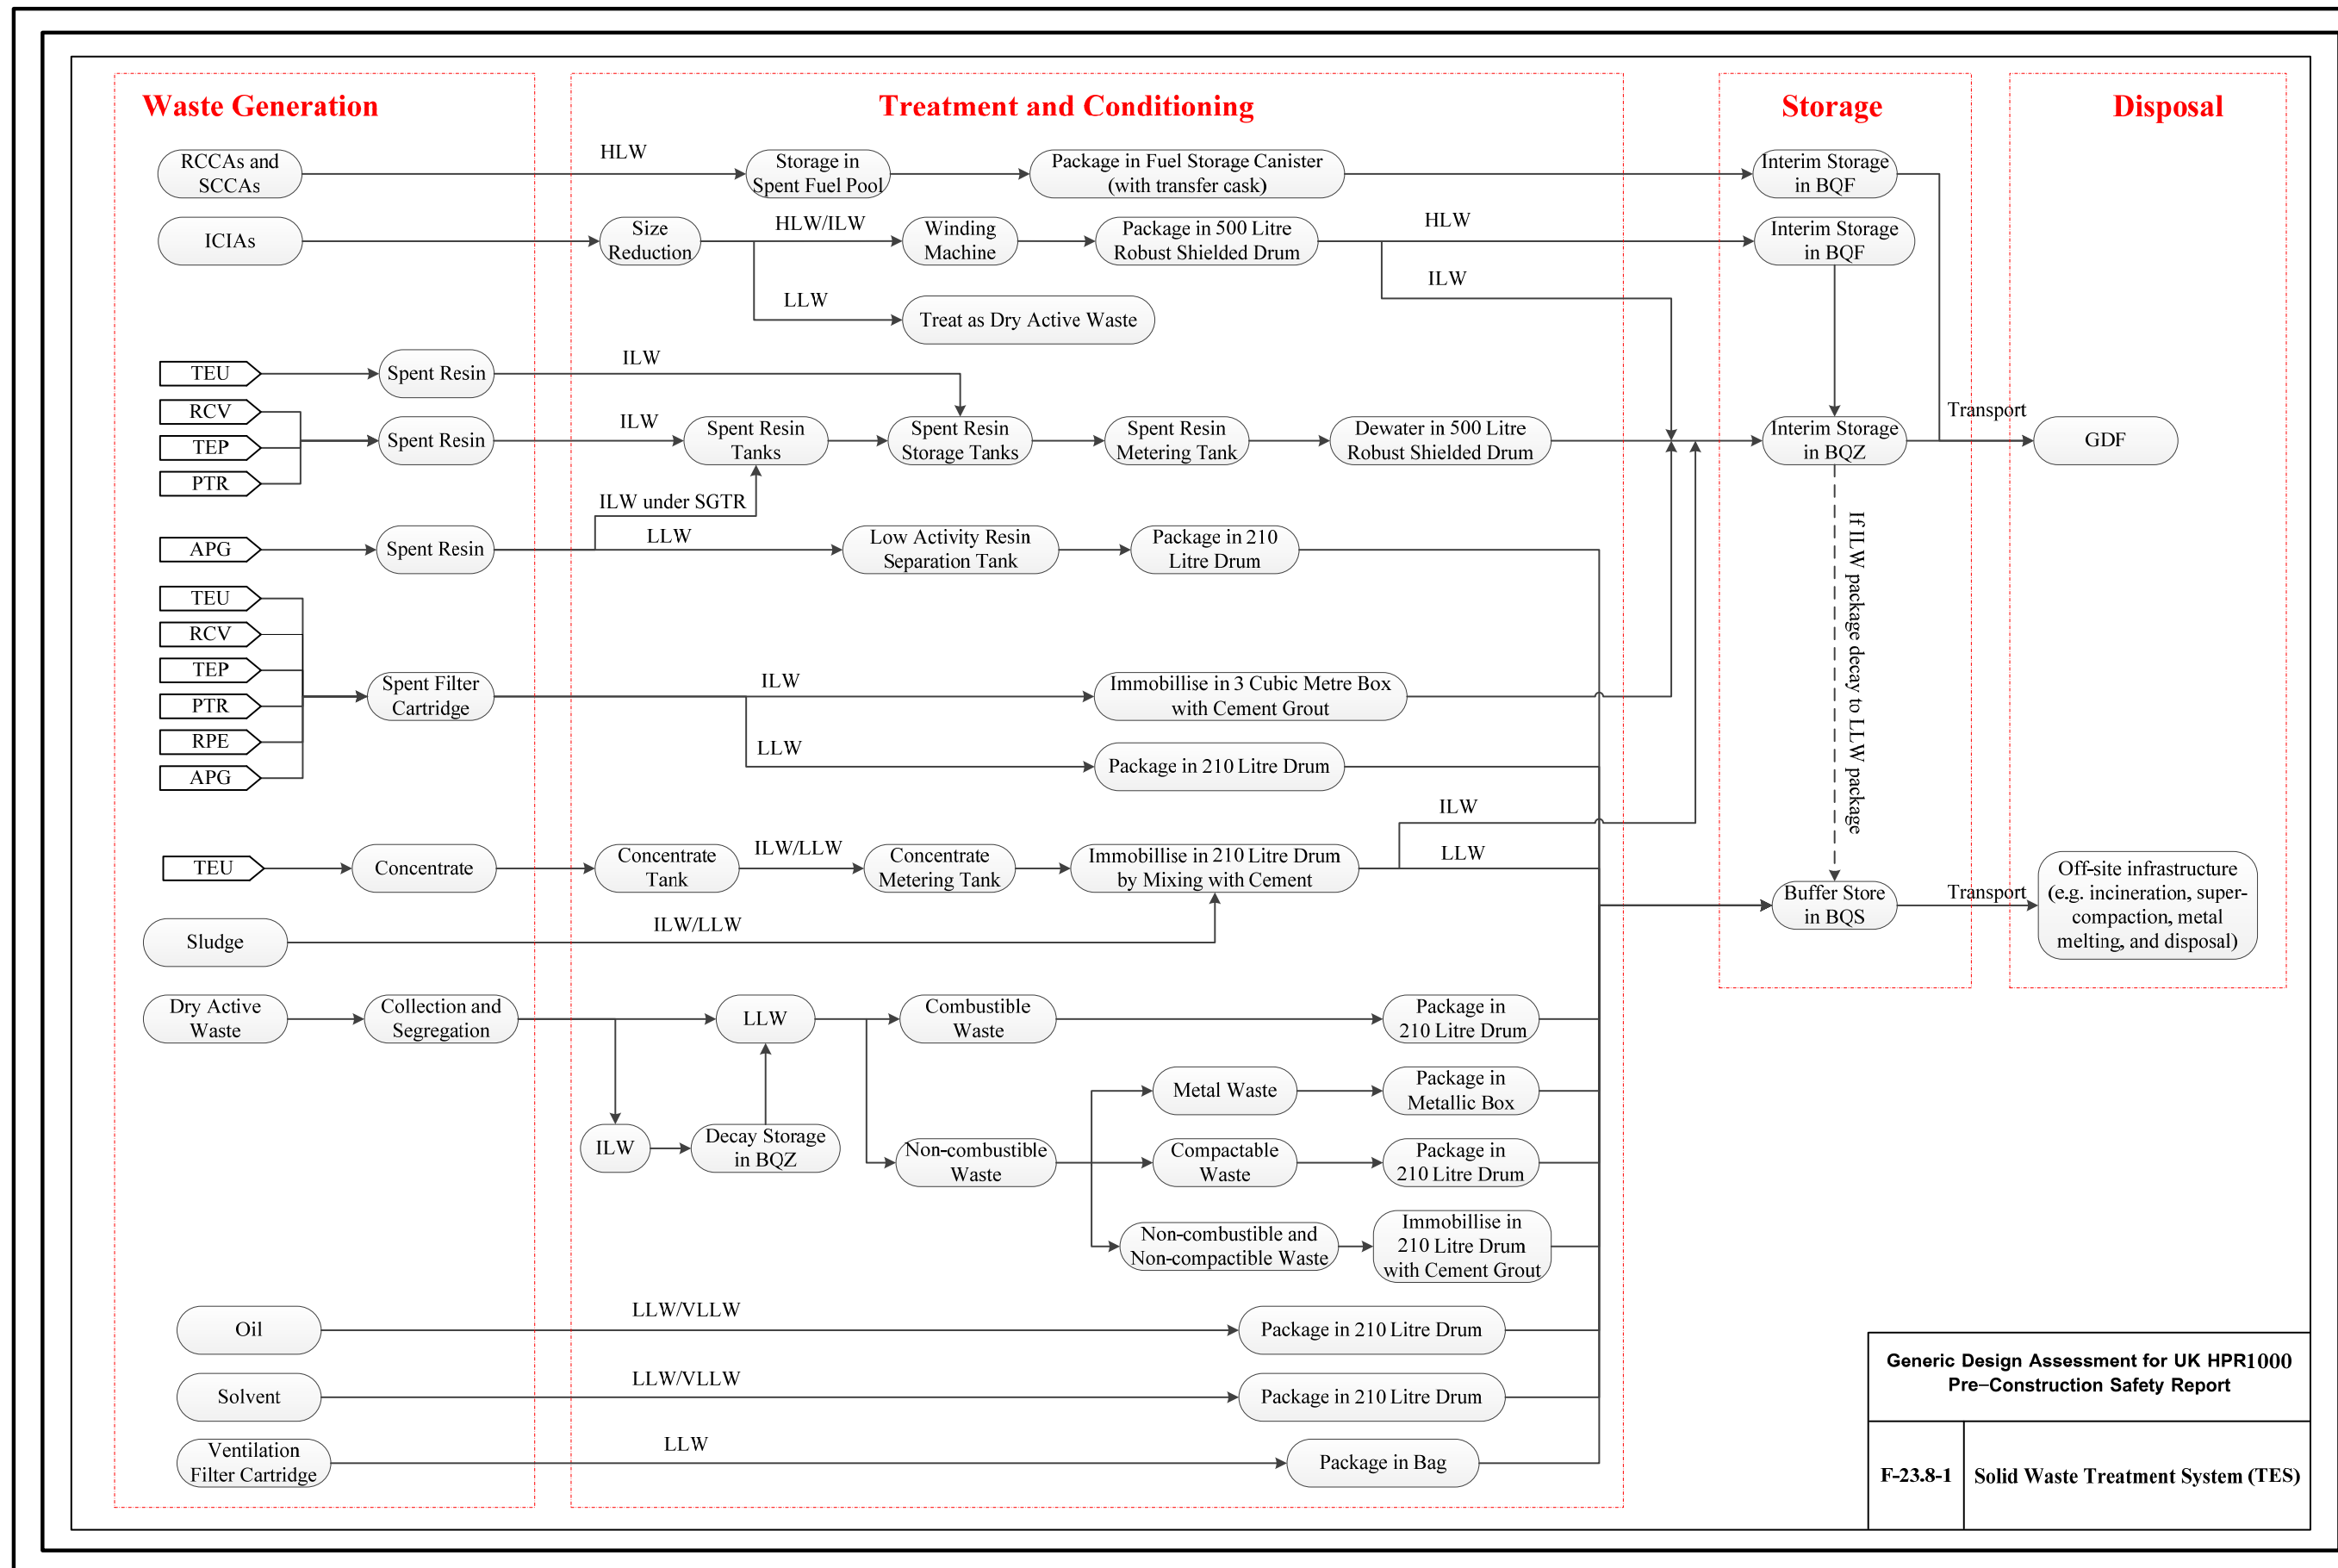 Waste Generation
Treatment and Conditioning
Storage
Disposal
RCCAs and
SCCAs
HLW
Storage in
Spent Fuel Pool
Package in Fuel Storage Canister
(with transfer cask)
Interim Storage
in BQF
ICIAs
Size
Reduction
HLW/ILW
Winding
Machine
Package in 500 Litre
Robust Shielded Drum
HLW
Interim Storage
in BQF
ILW
LLW
Treat as Dry Active Waste
TEU
Spent Resin
ILW
RCV
TEP
PTR
Spent Resin
ILW
Spent Resin
Tanks
Spent Resin
Storage Tanks
Spent Resin
Metering Tank
Dewater in 500 Litre
Robust Shielded Drum
Interim Storage
in BQZ
Transport
GDF
ILW under SGTR
APG
Spent Resin
LLW
Low Activity Resin
Separation Tank
Package in 210
Litre Drum
If ILW package decay to LLW package
TEU
RCV
TEP
PTR
RPE
APG
Spent Filter
Cartridge
ILW
Immobillise in 3 Cubic Metre Box
with Cement Grout
LLW
Package in 210 Litre Drum
TEU
Concentrate
Concentrate
Tank
ILW/LLW
Concentrate
Metering Tank
Immobillise in 210 Litre Drum
by Mixing with Cement
ILW
LLW
Buffer Store
in BQS
Transport
Off-site infrastructure
(e.g. incineration, super-
compaction, metal
melting, and disposal)
Sludge
ILW/LLW
Dry Active
Waste
Collection and
Segregation
LLW
Combustible
Waste
Package in
210 Litre Drum
ILW
Decay Storage
in BQZ
Non-combustible
Waste
Metal Waste
Package in
Metallic Box
Compactable
Waste
Package in
210 Litre Drum
Non-combustible and
Non-compactible Waste
Immobillise in
210 Litre Drum
with Cement Grout
Oil
LLW/VLLW
Package in 210 Litre Drum
Solvent
LLW/VLLW
Package in 210 Litre Drum
Ventilation
Filter Cartridge
LLW
Package in Bag
Generic Design Assessment for UK HPR1000
Pre–Construction Safety Report
F-23.8-1
Solid Waste Treatment System (TES)